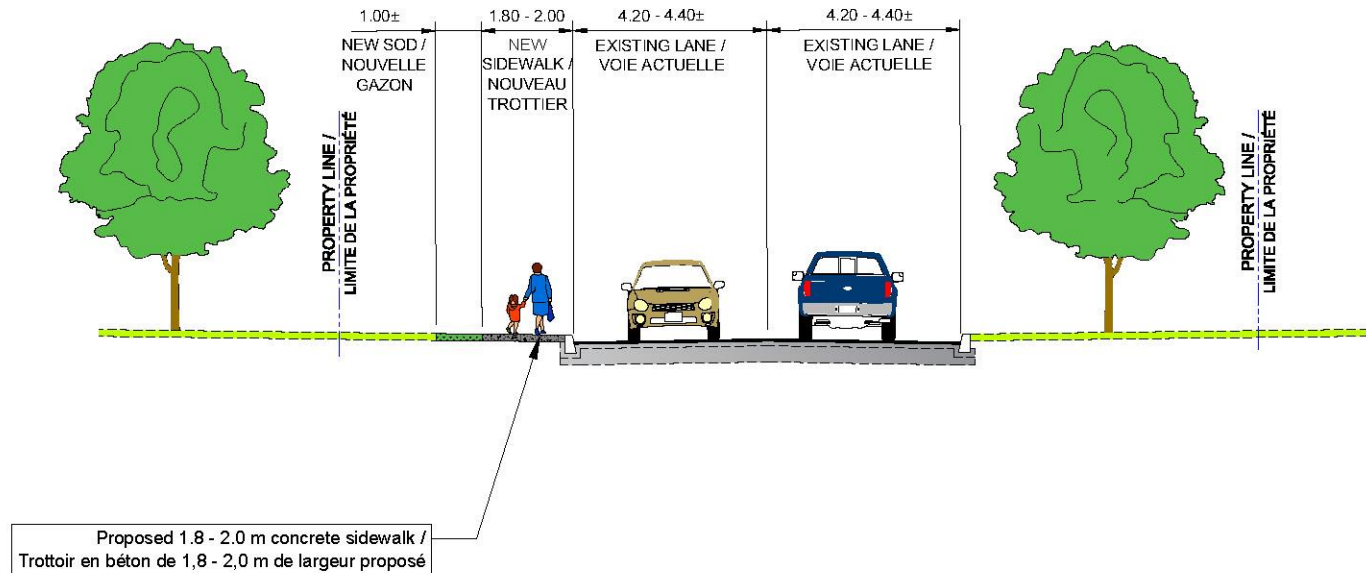 1.00±
NEW SOD /
NOUVELLE
GAZON
1.80 - 2.00
NEW
SIDEWALK /
NOUVEAU
TROTTIER
4.20 - 4.40±
EXISTING LANE /
VOIE ACTUELLE
4.20 - 4.40±
EXISTING LANE /
VOIE ACTUELLE
PROPERTY LINE /
LIMITE DE LA PROPRIÉTÉ
PROPERTY LINE /
LIMITE DE LA PROPRIÉTÉ
Proposed 1.8 - 2.0 m concrete sidewalk /
Trottoir en béton de 1,8 - 2,0 m de largeur proposé